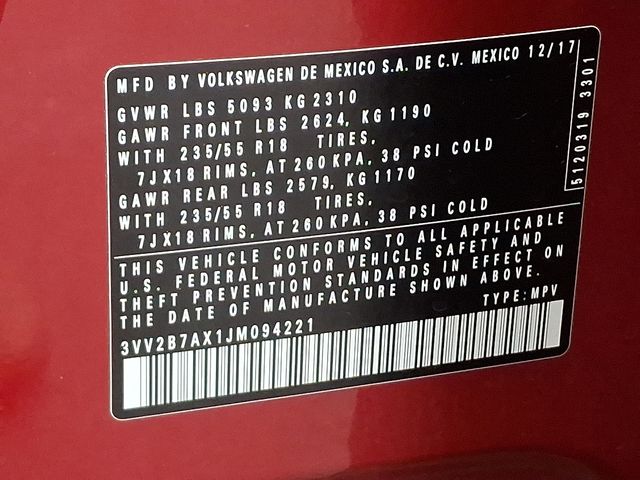 MFD BY VOLKSWAGEN DE MEXICO S.A. DE C.V. MEXICO 12/17
GVWR LBS 5093 KG 2310
GAWR FRONT LBS 2624, KG 1190
WITH 235/55 R18 TIRES,
7JX18 RIMS, AT 260 KPA, 38 PSI COLD
GAWR REAR LBS 2579, KG 1170
WITH 235/55 R18 TIRES,
7JX18 RIMS, AT 260 KPA, 38 PSI COLD
5120319 3301
THIS VEHICLE CONFORMS TO ALL APPLICABLE
U.S. FEDERAL MOTOR VEHICLE SAFETY AND
THEFT PREVENTION STANDARDS IN EFFECT ON
THE DATE OF MANUFACTURE SHOWN ABOVE.
TYPE: MPV
3VV2B7AX1JM094221